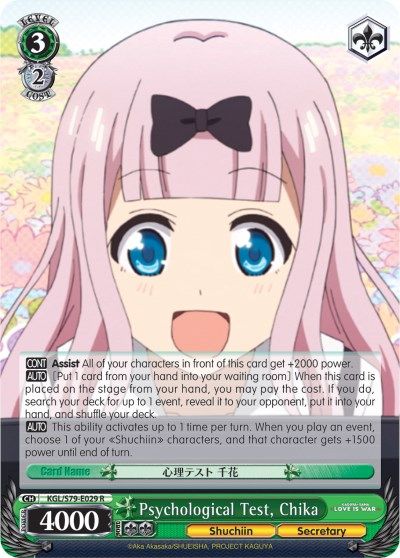 LEVEL
3
2
COST
CONT Assist All of your characters in front of this card get +2000 power.
AUTO [Put 1 card from your hand into your waiting room] When this card is
placed on the stage from your hand, you may pay the cost. If you do,
search your deck for up to 1 event, reveal it to your opponent, put it into your
hand, and shuffle your deck.
AUTO This ability activates up to 1 time per turn. When you play an event,
choose 1 of your «Shuchiin» characters, and that character gets +1500
power until end of turn.
Card Name 心理テスト 千花
CH KGL/S79-E029 R
POWER 4000
Psychological Test, Chika
KAGUYA-SAMA LOVE IS WAR
Shuchiin Secretary
©Aka Akasaka/SHUEISHA, PROJECT KAGUYA